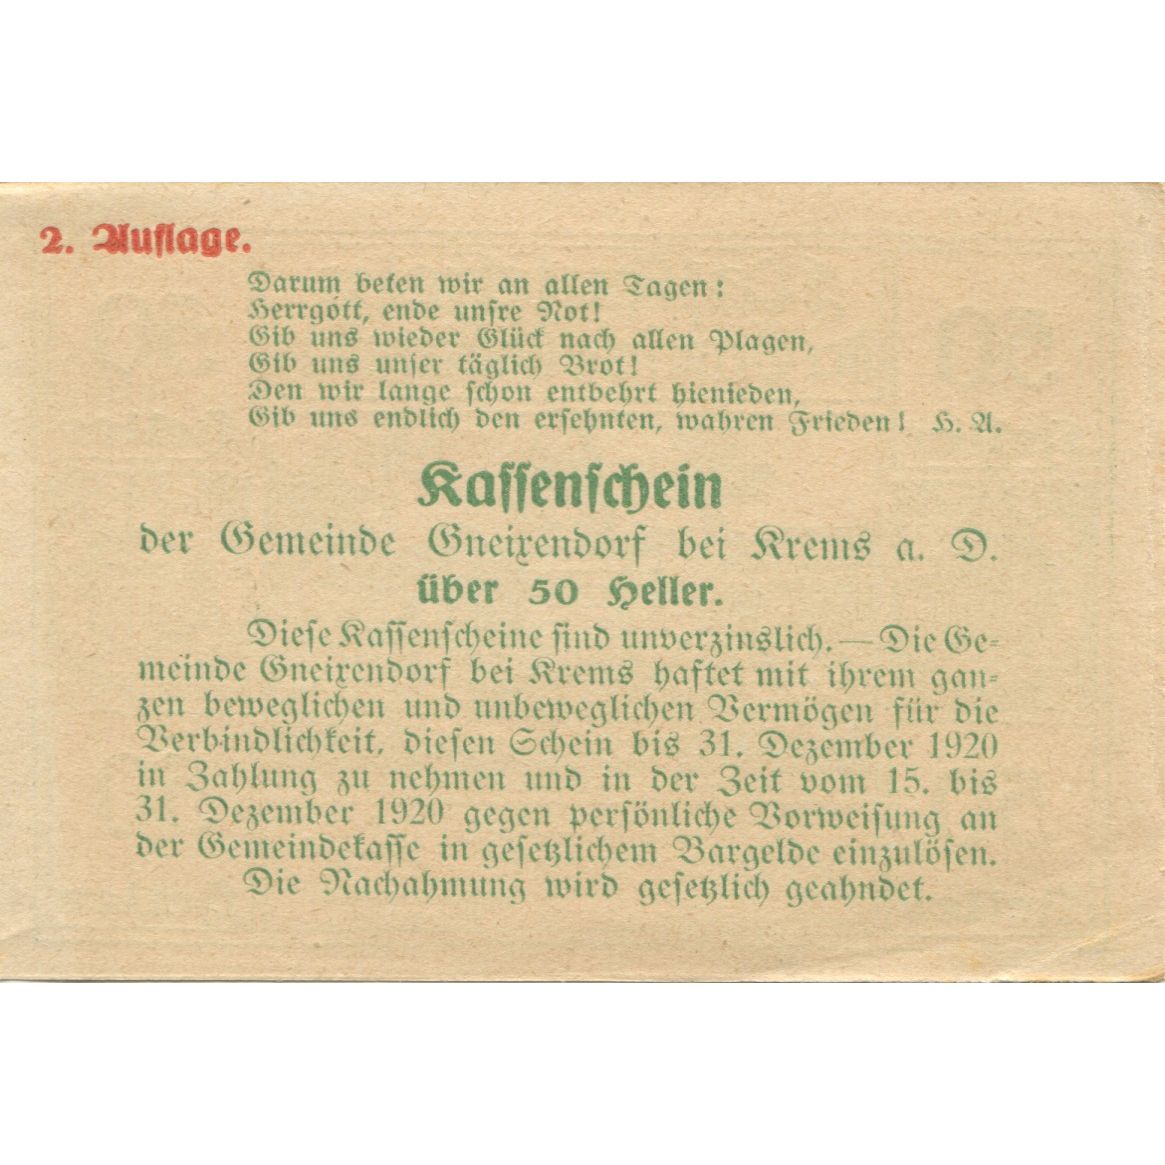 2. Auflage.
Darum beten wir an allen Tagen:
Herrgott, ende unsre Not!
Gib uns wieder Glück nach allen Plagen,
Gib uns unser täglich Brot!
Den wir lange schon entbehrt hienieden,
Gib uns endlich den ersehnten, wahren Frieden! H. A.
Kassenschein
der Gemeinde Gneixendorf bei Krems a. D.
über 50 Heller.
Diese Kassenscheine sind unverzinslich. — Die Ge-
meinde Gneixendorf bei Krems haftet mit ihrem gan-
zen beweglichen und unbeweglichen Vermögen für die
Verbindlichkeit, diesen Schein bis 31. Dezember 1920
in Zahlung zu nehmen und in der Zeit vom 15. bis
31. Dezember 1920 gegen persönliche Vorweisung an
der Gemeindekasse in gesetzlichem Bargelde einzulösen.
Die Nachahmung wird gesetzlich geahndet.